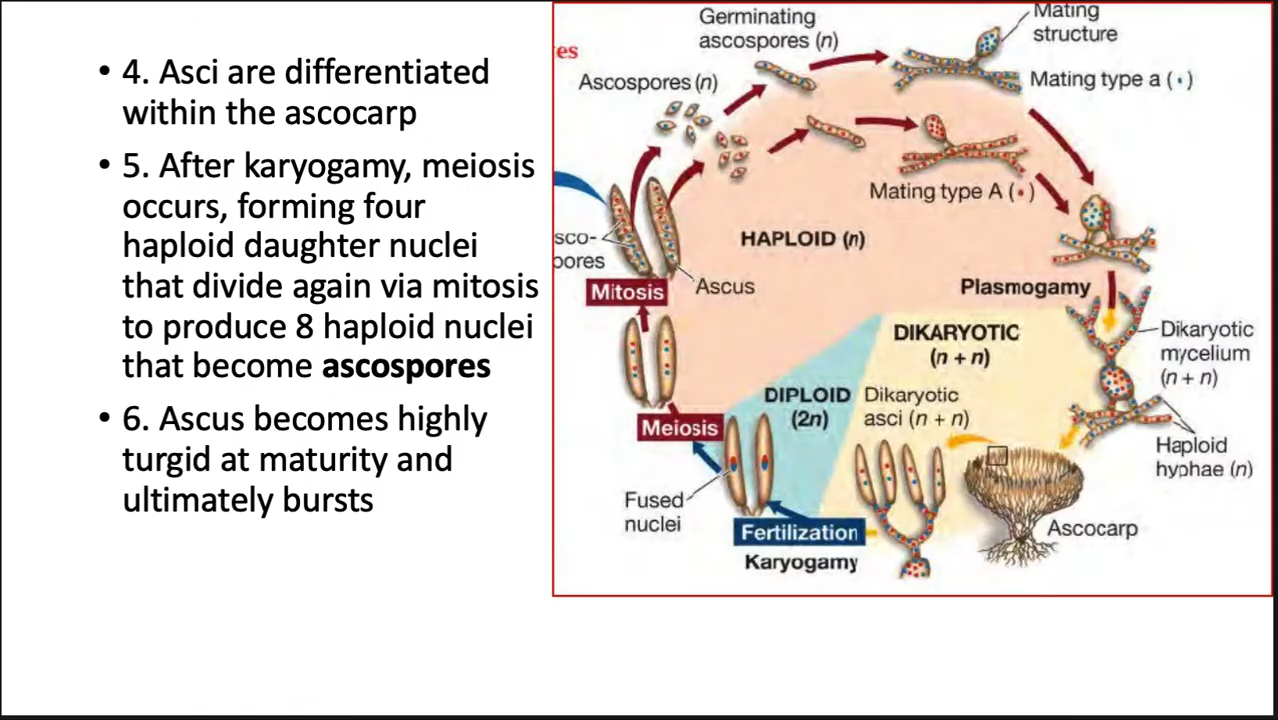 • 4. Asci are differentiated
within the ascocarp
• 5. After karyogamy, meiosis
occurs, forming four
haploid daughter nuclei
that divide again via mitosis
to produce 8 haploid nuclei
that become ascospores
• 6. Ascus becomes highly
turgid at maturity and
ultimately bursts
es
Germinating
ascospores (n)
Mating
structure
Ascospores (n)
Mating type a (•)
Mating type A (•)
HAPLOID (n)
sco-
pores
Ascus
Mitosis
Plasmogamy
DIKARYOTIC
(n + n)
Dikaryotic
mycelium
(n + n)
DIPLOID
(2n)
Dikaryotic
asci (n + n)
Meiosis
Haploid
hyphae (n)
Fused
nuclei
Fertilization
Karyogamy
Ascocarp